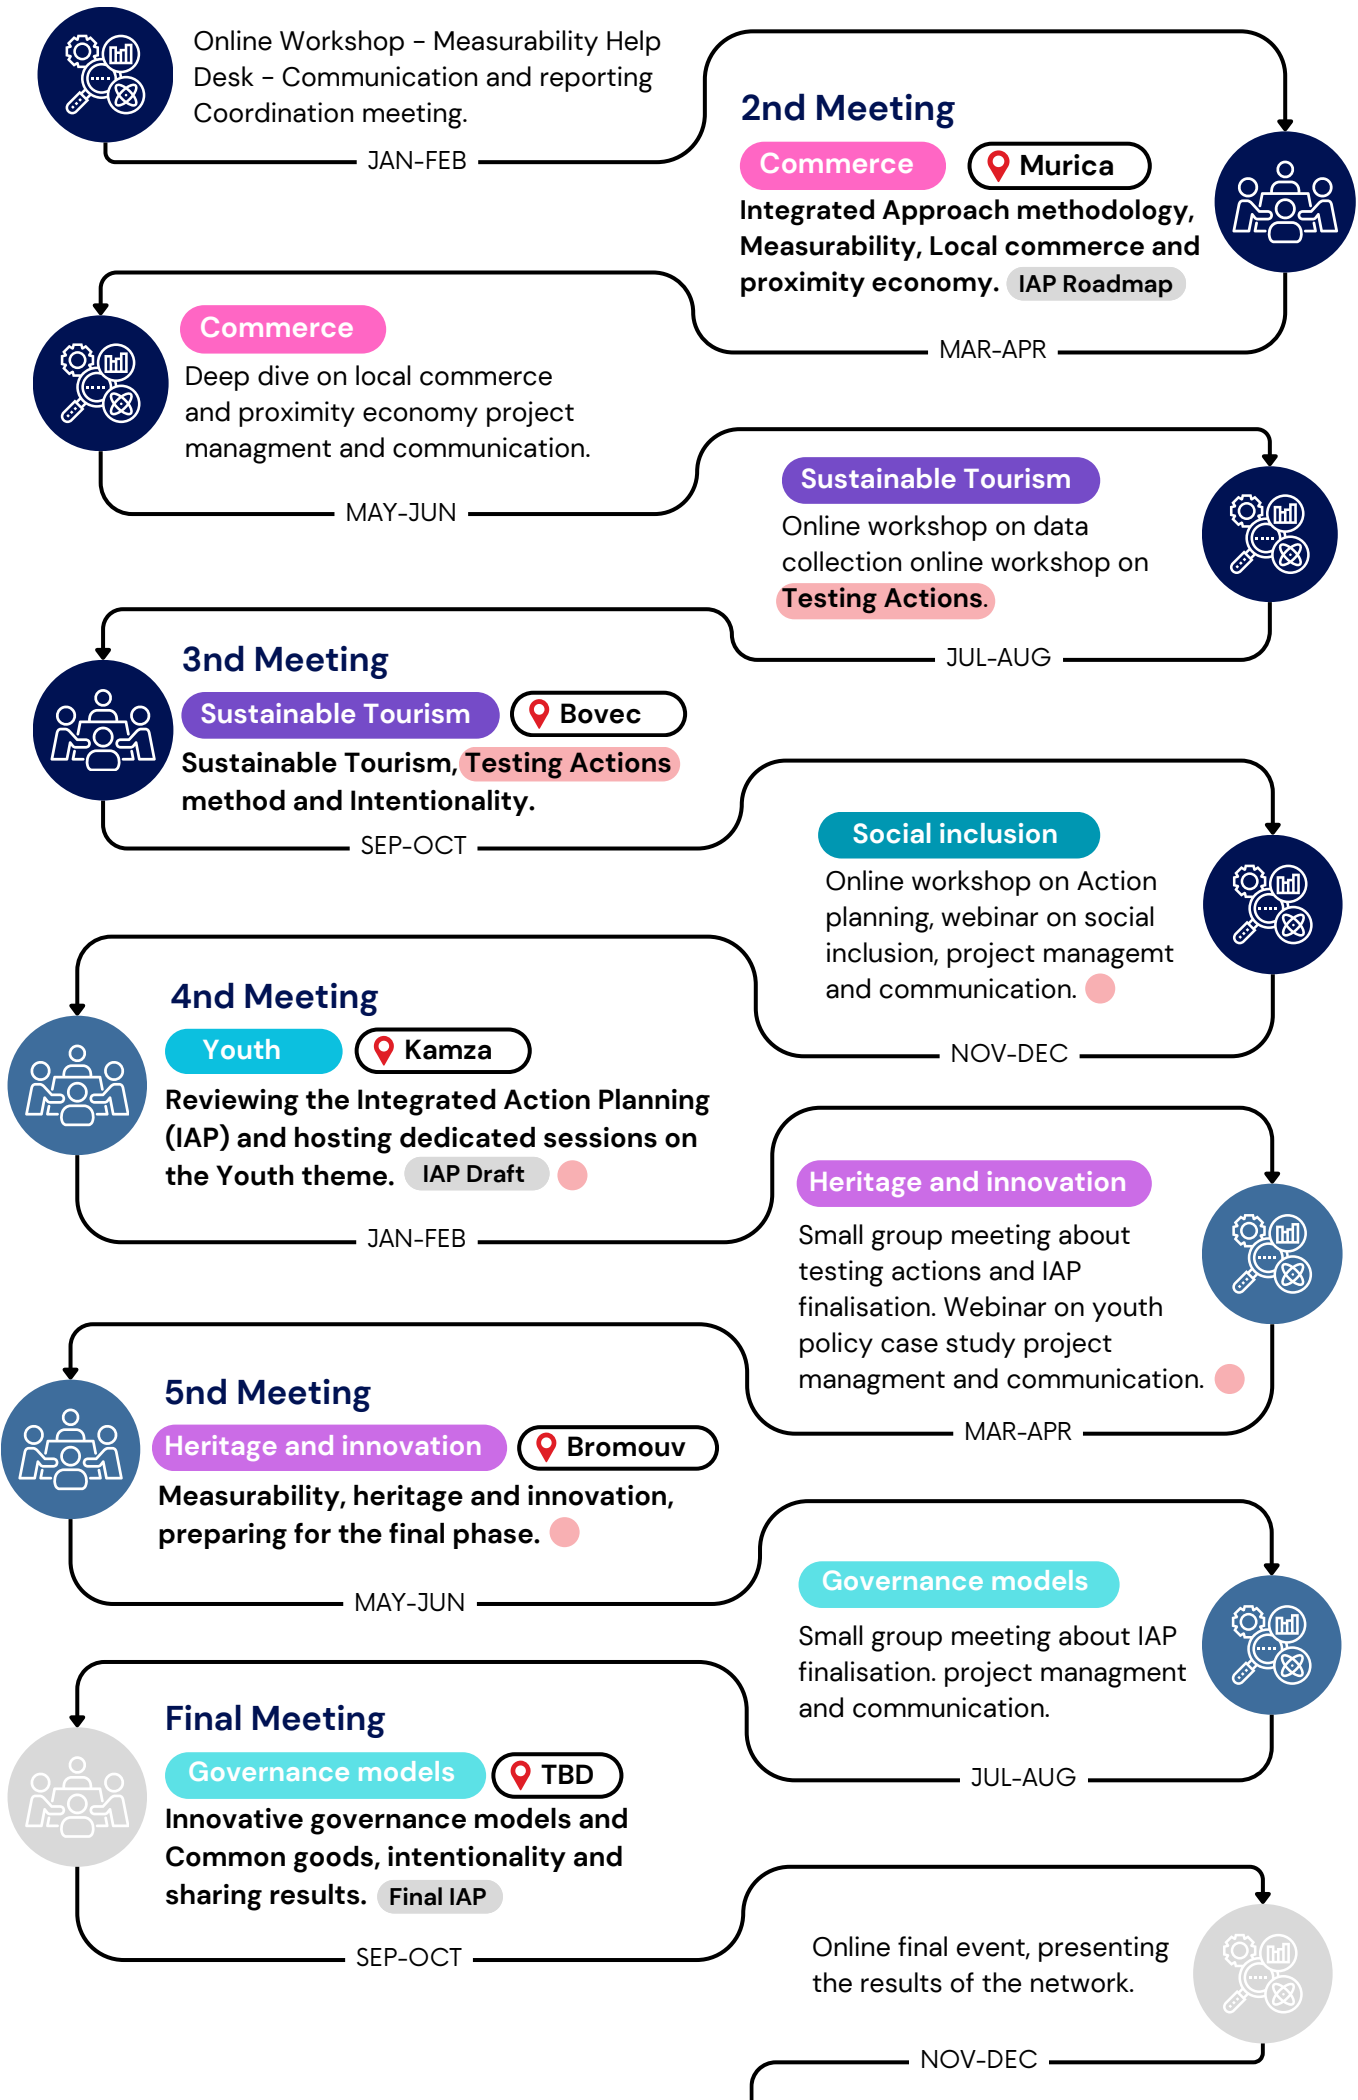 Online Workshop - Measurability Help
Desk - Communication and reporting
Coordination meeting.
JAN-FEB
2nd Meeting
Commerce
Murica
Integrated Approach methodology,
Measurability, Local commerce and
proximity economy. IAP Roadmap
MAR-APR
Commerce
Deep dive on local commerce
and proximity economy project
managment and communication.
MAY-JUN
Sustainable Tourism
Online workshop on data
collection online workshop on
Testing Actions.
JUL-AUG
3nd Meeting
Sustainable Tourism
Bovec
Sustainable Tourism, Testing Actions
method and Intentionality.
SEP-OCT
Social inclusion
Online workshop on Action
planning, webinar on social
inclusion, project managemt
and communication.
NOV-DEC
4nd Meeting
Youth
Kamza
Reviewing the Integrated Action Planning
(IAP) and hosting dedicated sessions on
the Youth theme. IAP Draft
JAN-FEB
Heritage and innovation
Small group meeting about
testing actions and IAP
finalisation. Webinar on youth
policy case study project
managment and communication.
MAR-APR
5nd Meeting
Heritage and innovation
Bromouv
Measurability, heritage and innovation,
preparing for the final phase.
MAY-JUN
Governance models
Small group meeting about IAP
finalisation. project managment
and communication.
JUL-AUG
Final Meeting
Governance models
TBD
Innovative governance models and
Common goods, intentionality and
sharing results. Final IAP
SEP-OCT
Online final event, presenting
the results of the network.
NOV-DEC